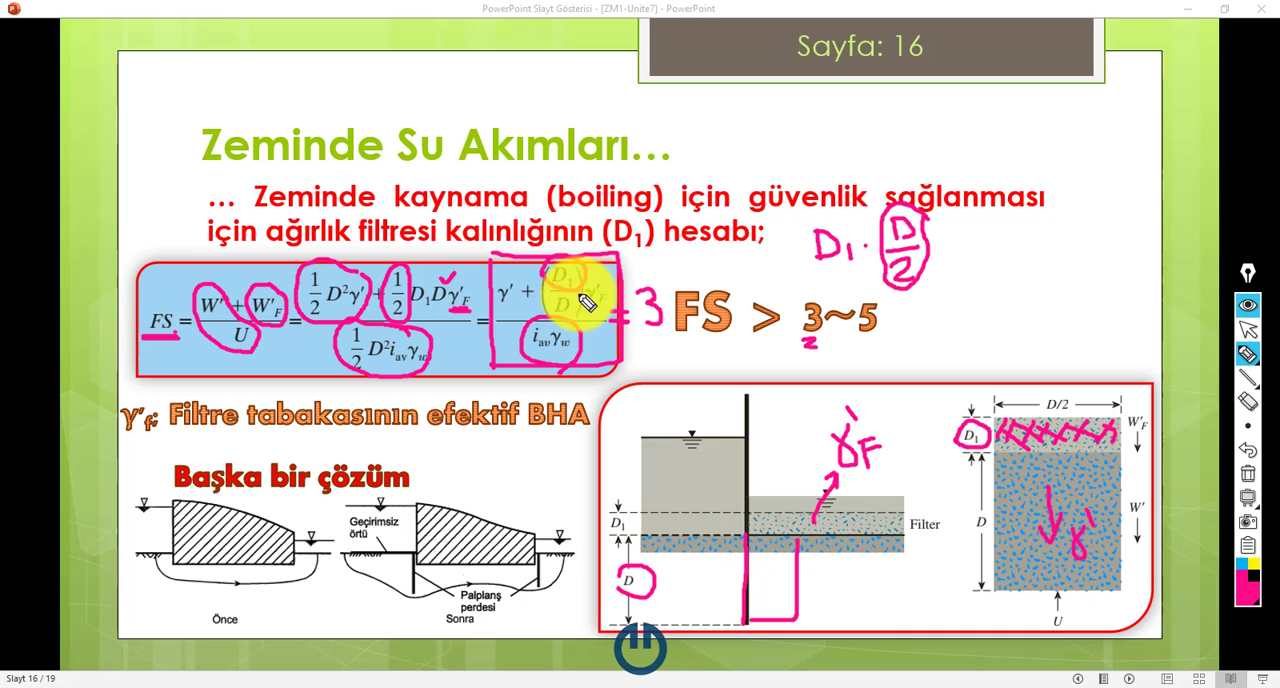 PowerPoint Slayt Gösterisi - [ZM1-Unite7] - PowerPoint
Sayfa: 16
Zeminde Su Akımları...
... Zeminde kaynama (boiling) için güvenlik sağlanması
için ağırlık filtresi kalınlığının (D₁) hesabı;
D₁ · D/2
FS = (W' + W'F)/U = (1/2 D²γ' + 1/2 D₁Dγ'F)/(1/2 D² iavγw) = (γ' + (D₁/D)γ'F)/(iavγw)
= 3
FS > 3~5
γ'f; Filtre tabakasının efektif BHA
Başka bir çözüm
Geçirimsiz
örtü
Palplanş
perdesi
Önce
Sonra
γ'F
D₁
D
Filter
D/2
D₁
W'F
D
W'
γ'
U
Slayt 16 / 19